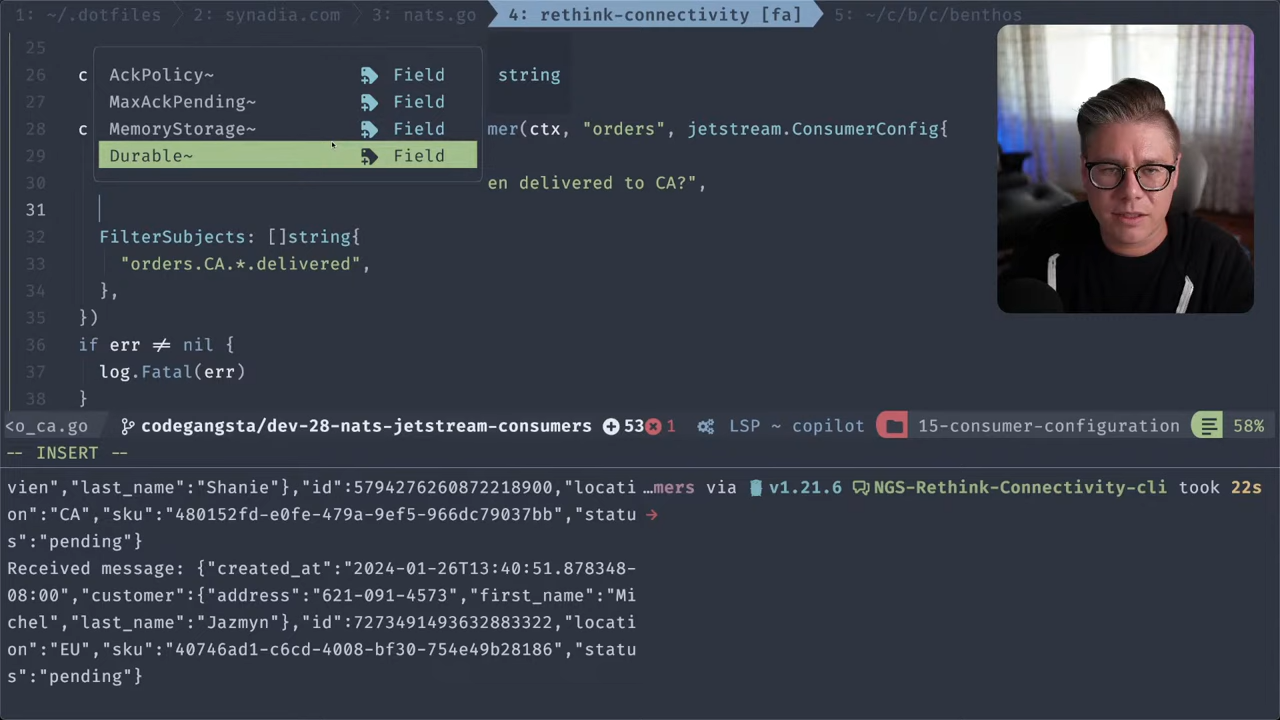 1: ~/.dotfiles
2: synadia.com
3: nats.go
4: rethink-connectivity [fa]
5: ~/c/b/c/benthos
25
26 c string
27
28 c mer(ctx, "orders", jetstream.ConsumerConfig{
29
30 en delivered to CA?",
31
32 FilterSubjects: []string{
33 "orders.CA.*.delivered",
34 },
35 })
36 if err ≠ nil {
37 log.Fatal(err)
38 }
AckPolicy~ Field
MaxAckPending~ Field
MemoryStorage~ Field
Durable~ Field
<o_ca.go codegangsta/dev-28-nats-jetstream-consumers 53 1 LSP ~ copilot 15-consumer-configuration 58%
-- INSERT --
vien","last_name":"Shanie"},"id":5794276260872218900,"locati
on":"CA","sku":"480152fd-e0fe-479a-9ef5-966dc79037bb","statu
s":"pending"}
Received message: {"created_at":"2024-01-26T13:40:51.878348-
08:00","customer":{"address":"621-091-4573","first_name":"Mi
chel","last_name":"Jazmyn"},"id":7273491493632883322,"locati
on":"EU","sku":"40746ad1-c6cd-4008-bf30-754e49b28186","statu
s":"pending"}
…mers via v1.21.6 NGS-Rethink-Connectivity-cli took 22s
→